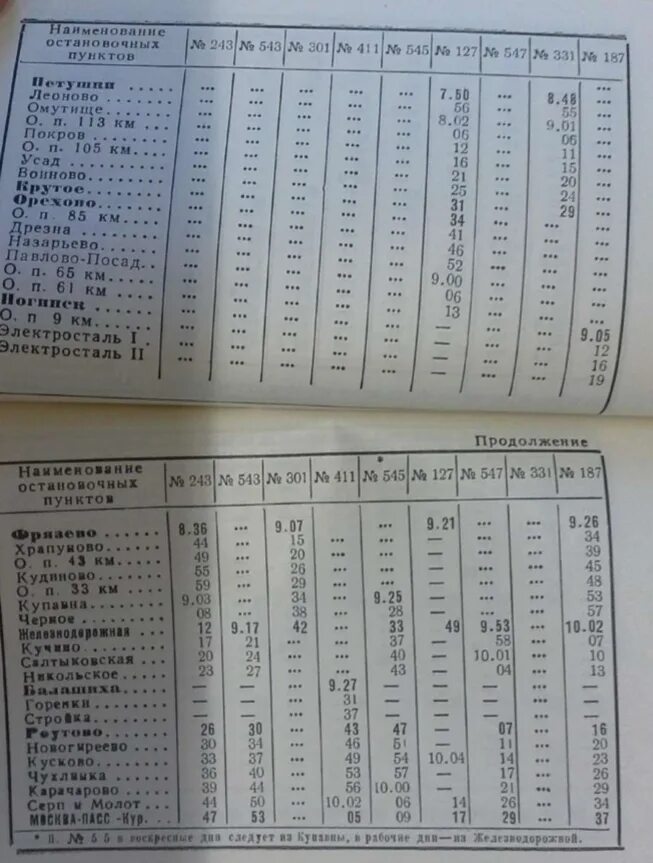 Наименование остановочных пунктов № 243 № 543 № 301 № 411 № 545 № 127 № 547 № 331 № 187
Петушки ..... ... ... ... ... ... 7.50 ... 8.48 ...
Леоново ....... ... ... ... ... ... 56 ... 55 ...
Омутище ....... ... ... ... ... ... 8.02 ... 9.01 ...
О. п. 113 км .. ... ... ... ... ... 06 ... 06 ...
Покров ....... ... ... ... ... ... 12 ... 11 ...
О. п. 105 км... ... ... ... ... ... 16 ... 15 ...
Усад ......... ... ... ... ... ... 21 ... 20 ...
Войново ....... ... ... ... ... ... 25 ... 24 ...
Крутое....... ... ... ... ... ... 31 ... 29 ...
Орехово ...... ... ... ... ... ... 34 ... ... ...
О. п. 85 км... ... ... ... ... ... 41 ... ... ...
Дрезна ....... ... ... ... ... ... 46 ... ... ...
Назарьево..... ... ... ... ... ... 52 ... ... ...
Павлово-Посад.. ... ... ... ... ... 9.00 ... ... ...
О. п. 65 км... ... ... ... ... ... 06 ... ... ...
О. п. 61 км .. ... ... ... ... ... 13 ... ... ...
Ногинск ...... ... ... ... ... ... — ... ... 9.05
О. п 9 км.... ... ... ... ... ... — ... ... 12
Электросталь I . ... ... ... ... ... — ... ... 16
Электросталь II ... ... ... ... ... — ... ... 19
Продолжение
Наименование остановочных пунктов № 243 № 543 № 301 № 411 * № 545 № 127 № 547 № 331 № 187
Фрязево ...... 8.36 ... 9.07 ... ... 9.21 ... ... 9.26
Храпуново ..... 44 ... 15 ... ... — ... ... 34
О. п. 43 км ... 49 ... 20 ... ... — ... ... 39
Кудиново ..... 55 ... 26 ... ... — ... ... 45
О. п. 33 км ... 59 ... 29 ... ... — ... ... 48
Купавна ...... 9.03 ... 34 ... 9.25 — ... ... 53
Черное ....... 08 ... 38 ... 28 — ... ... 57
Железнодорожная .. 12 9.17 42 ... 33 49 9.53 ... 10.02
Кучино ....... 17 21 ... ... 37 — 58 ... 07
Салтыковская ... 20 24 ... ... 40 — 10.01 ... 10
Никольское .... 23 27 ... ... 43 — 04 ... 13
Балашиха..... — — ... 9.27 — — — ... —
Горенки ...... — — ... 31 — — — ... —
Стройка...... — — ... 37 — — — ... —
Реутово ...... 26 30 ... 43 47 — 07 ... 16
Новогиреево ... 30 34 ... 46 51 — 11 ... 20
Кусково ...... 33 37 ... 49 54 10.04 14 ... 23
Чухлинка ..... 36 40 ... 53 57 — 17 ... 26
Карачарово .... 39 44 ... 56 10.00 — 21 ... 29
Серп и Молот .. 44 50 ... 10.02 06 14 26 ... 34
МОСКВА-ПАСС -Кур. 47 53 ... 05 09 17 29 ... 37
* П. № 5 5 в воскресные дни следует из Купавны, в рабочие дни—из Железнодорожной.